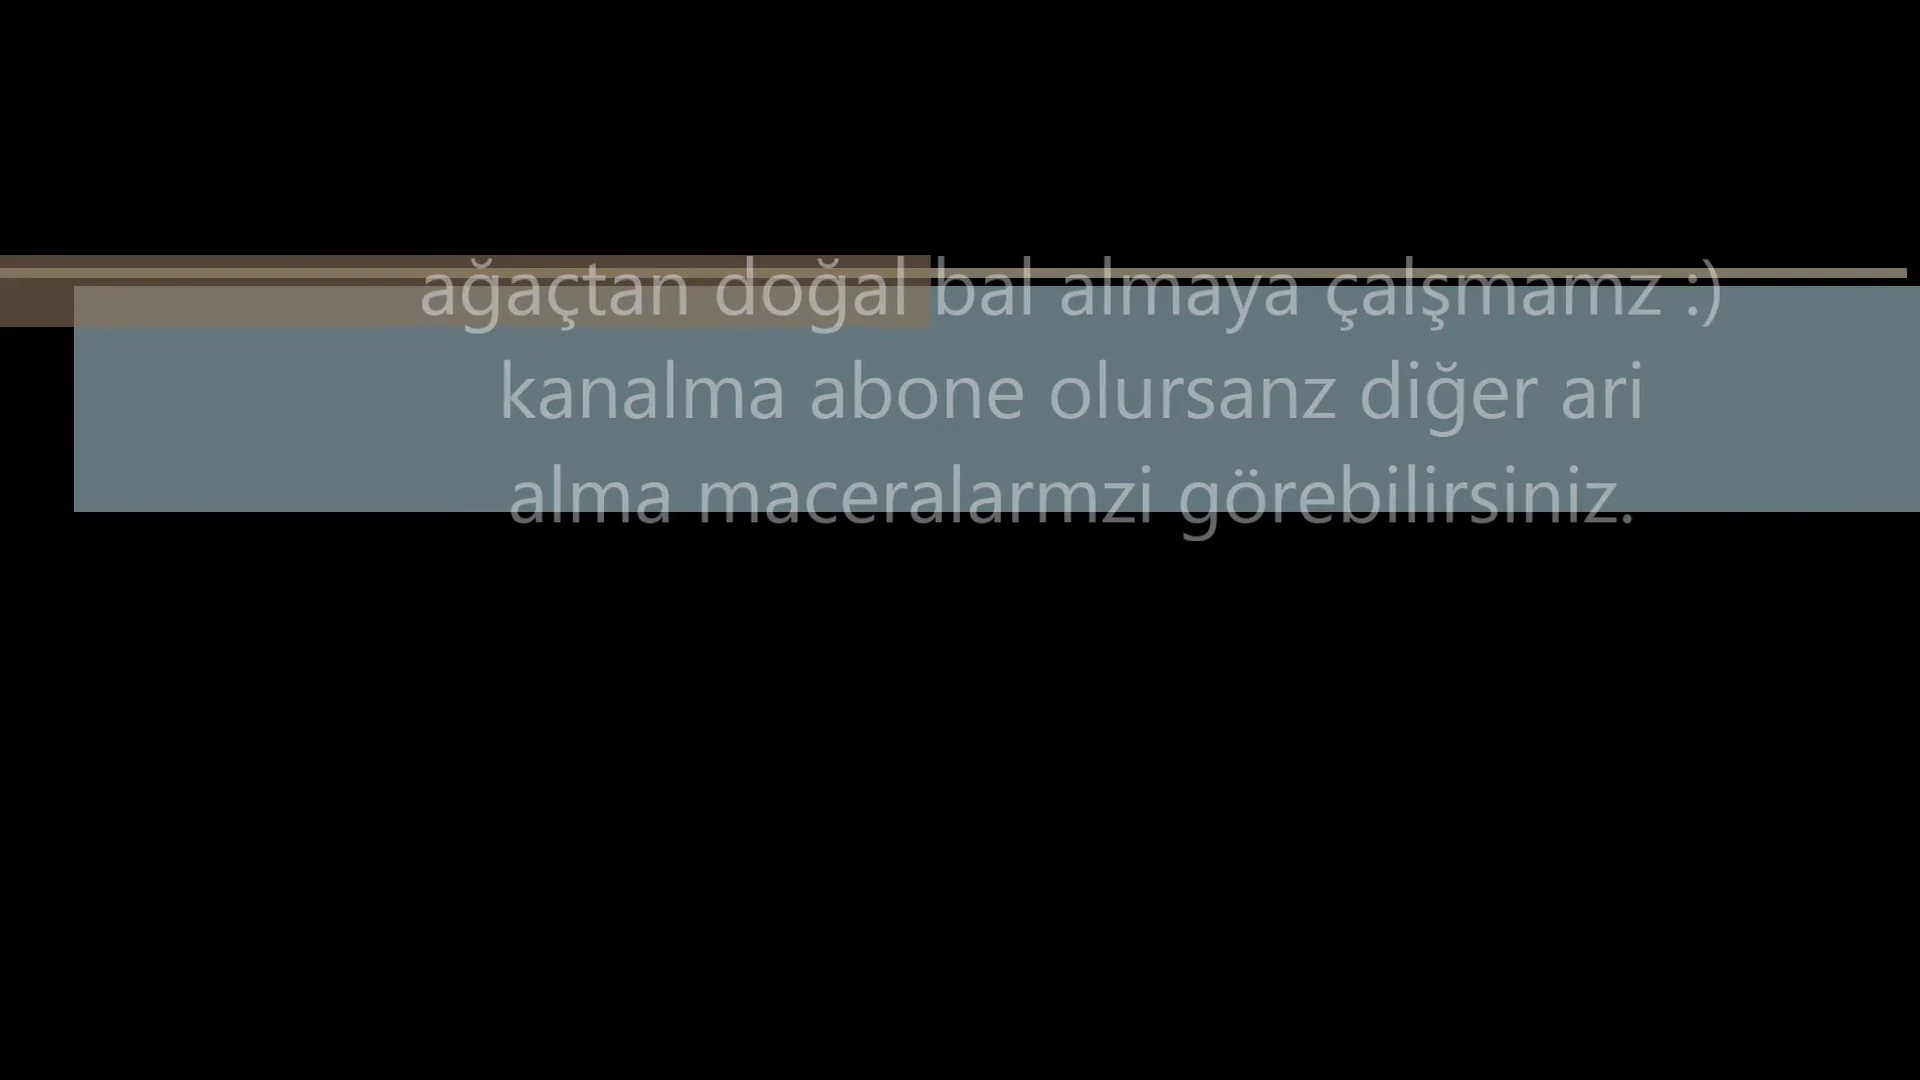 ağaçtan doğal bal almaya çalşmamz :)
kanalma abone olursanz diğer ari
alma maceralarmzi görebilirsiniz.